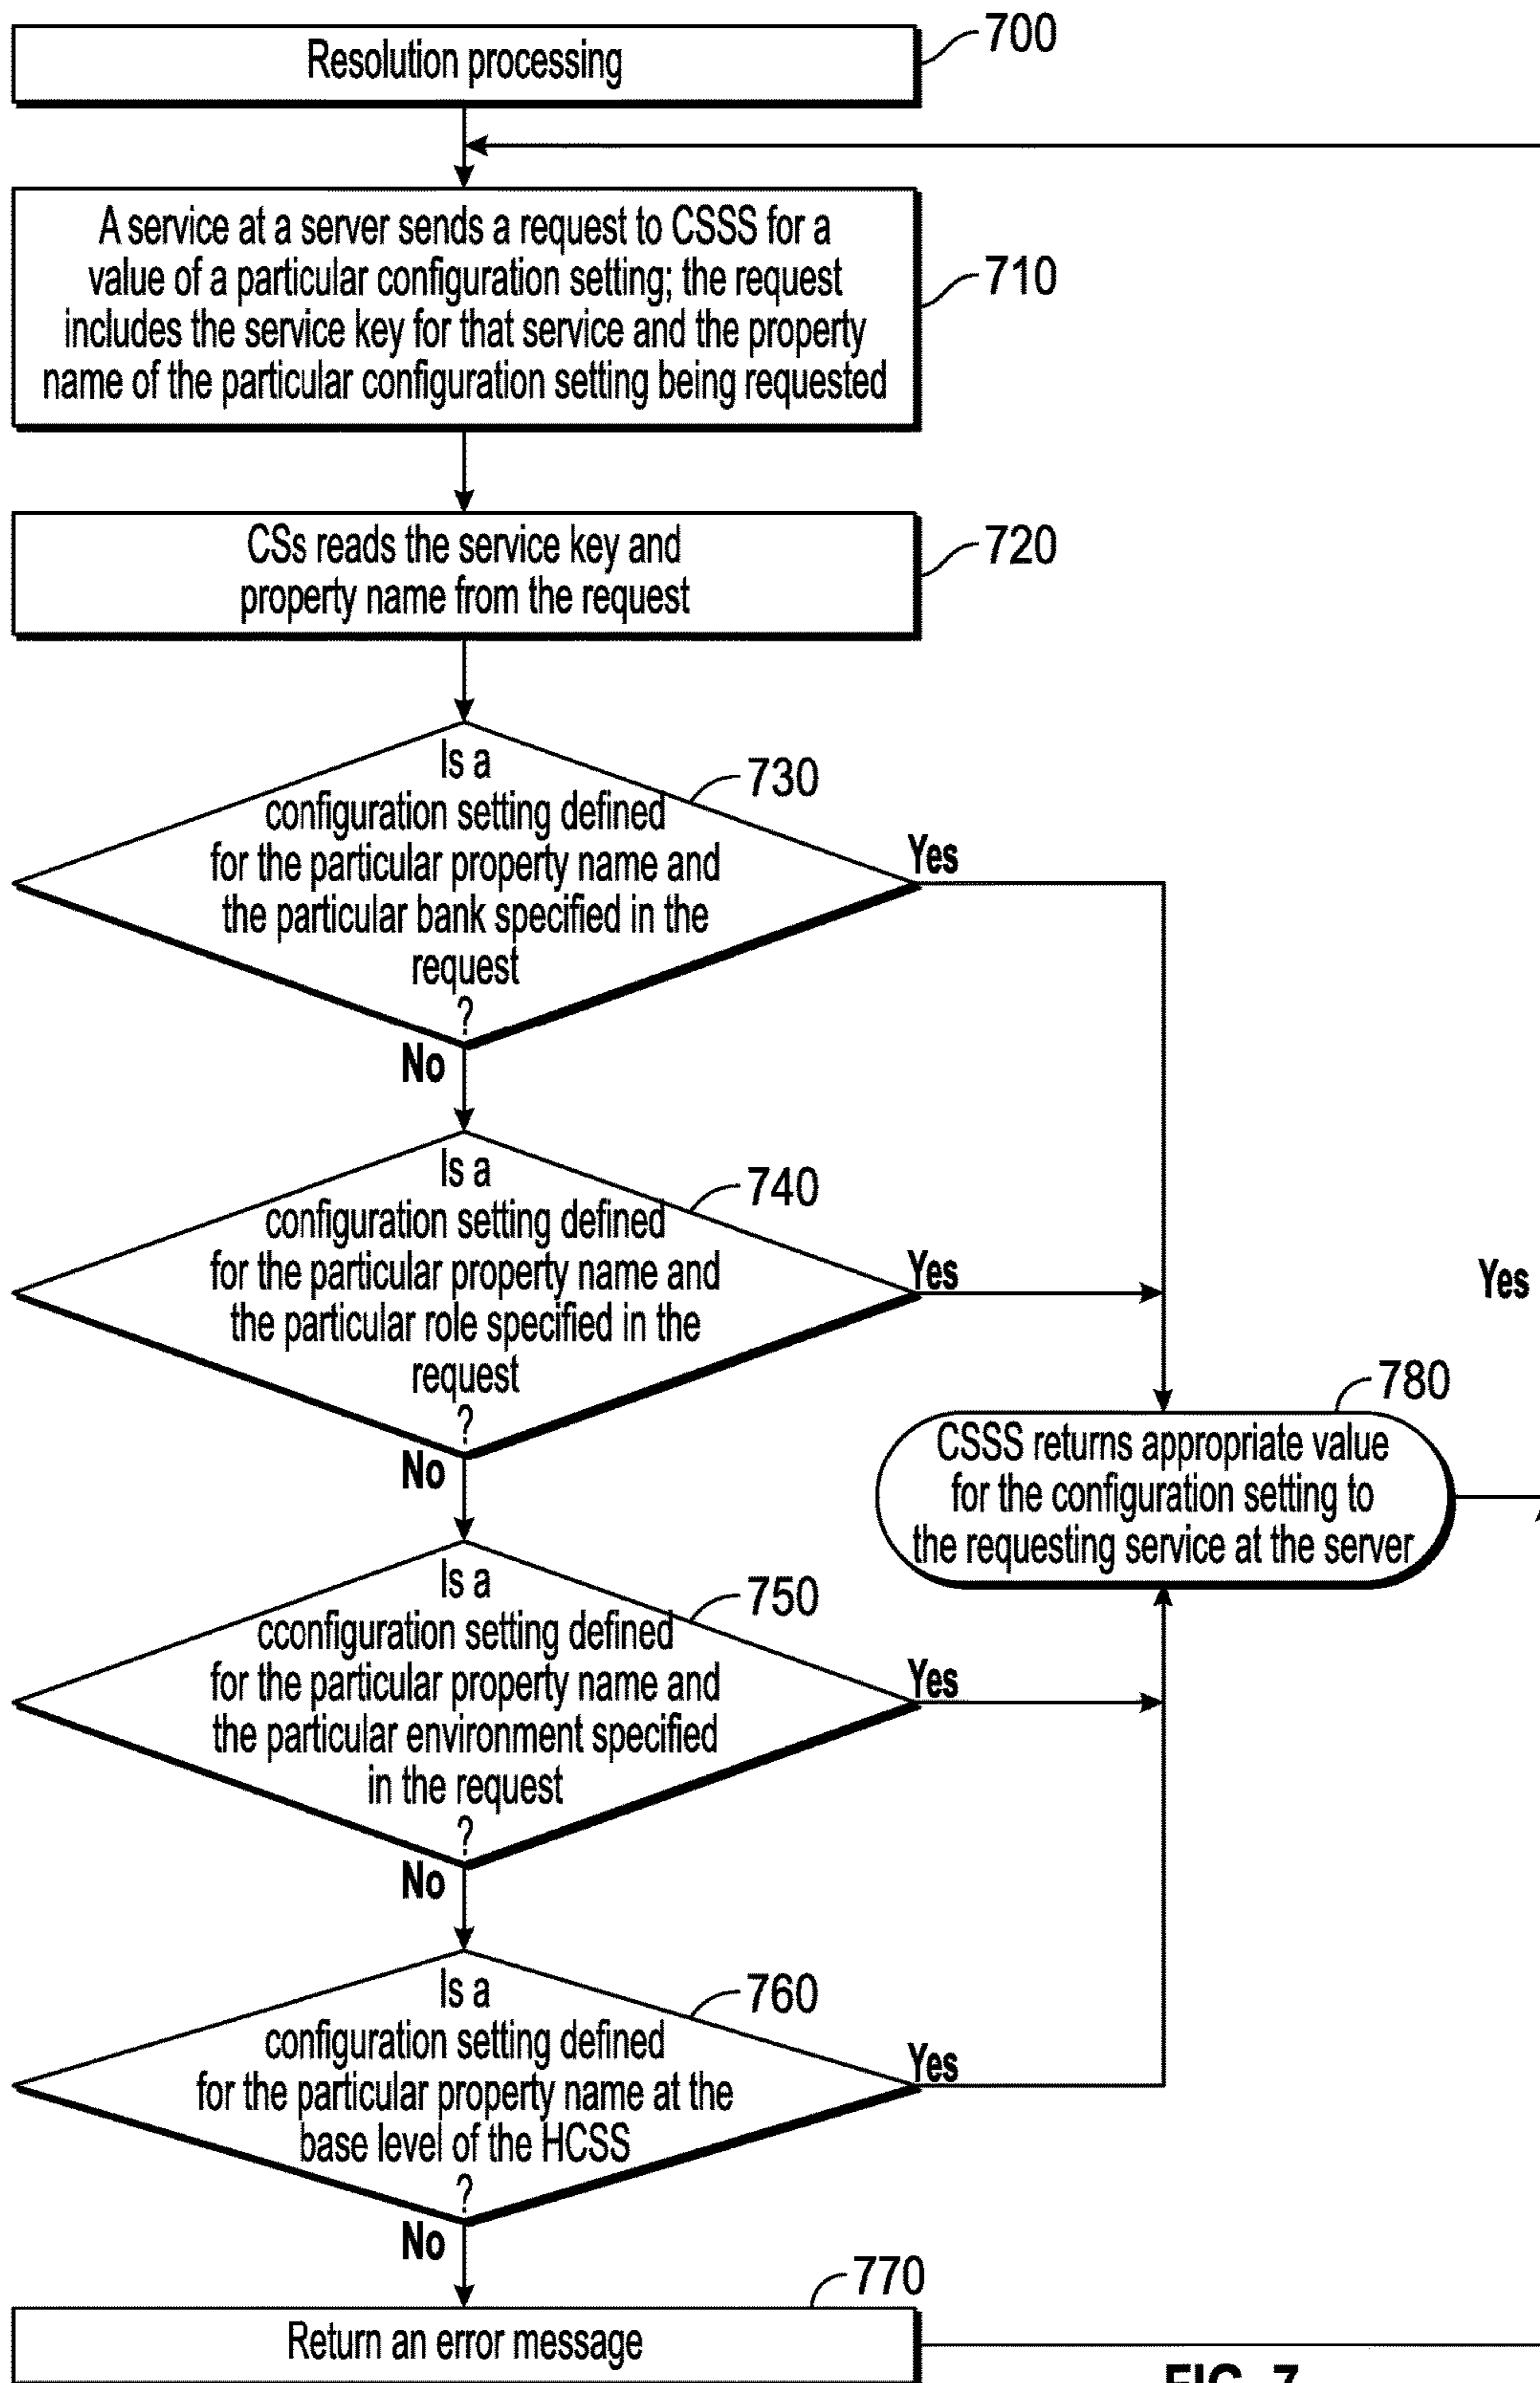 Resolution processing
700
A service at a server sends a request to CSSS for a
value of a particular configuration setting; the request
includes the service key for that service and the property
name of the particular configuration setting being requested
710
CSs reads the service key and
property name from the request
720
Is a
configuration setting defined
for the particular property name and
the particular bank specified in the
request
?
730
Yes
No
Is a
configuration setting defined
for the particular property name and
the particular role specified in the
request
?
740
Yes
No
Yes
780
CSSS returns appropriate value
for the configuration setting to
the requesting service at the server
Is a
cconfiguration setting defined
for the particular property name and
the particular environment specified
in the request
?
750
Yes
No
Is a
configuration setting defined
for the particular property name at the
base level of the HCSS
?
760
Yes
No
770
Return an error message
FIG. 7